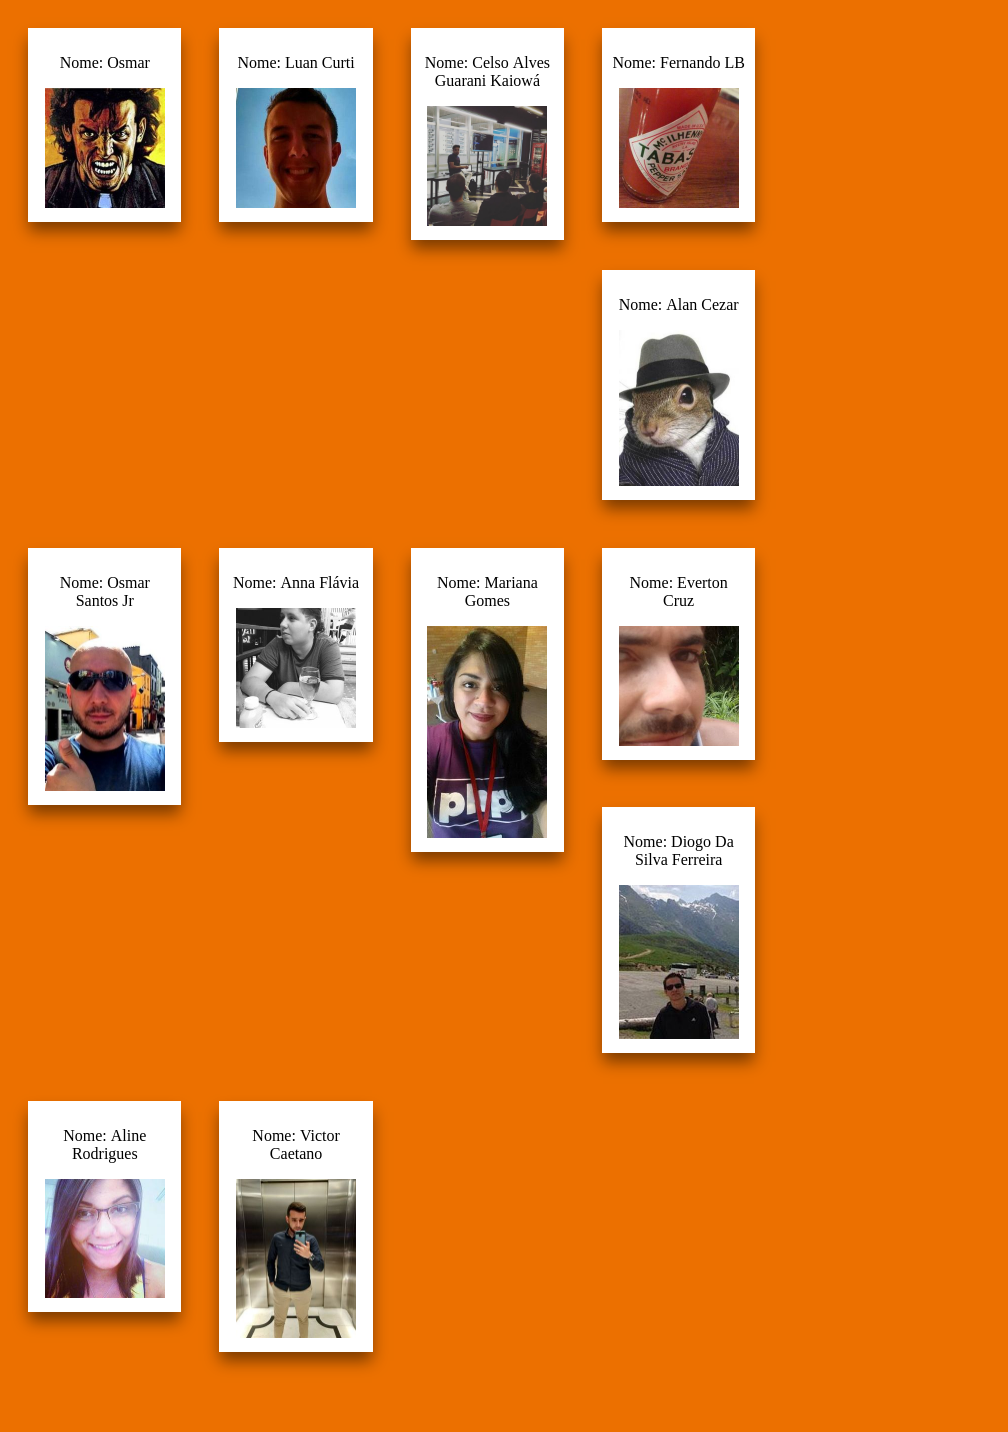 Nome: Osmar
Nome: Luan Curti
Nome: Celso Alves
Guarani Kaiowá
Nome: Fernando LB
McILHENNY
TABAS
PEPPER
BRAND
Nome: Alan Cezar
Nome: Osmar
Santos Jr
Nome: Anna Flávia
Nome: Mariana
Gomes
php
Nome: Everton
Cruz
Nome: Diogo Da
Silva Ferreira
Nome: Aline
Rodrigues
Nome: Victor
Caetano